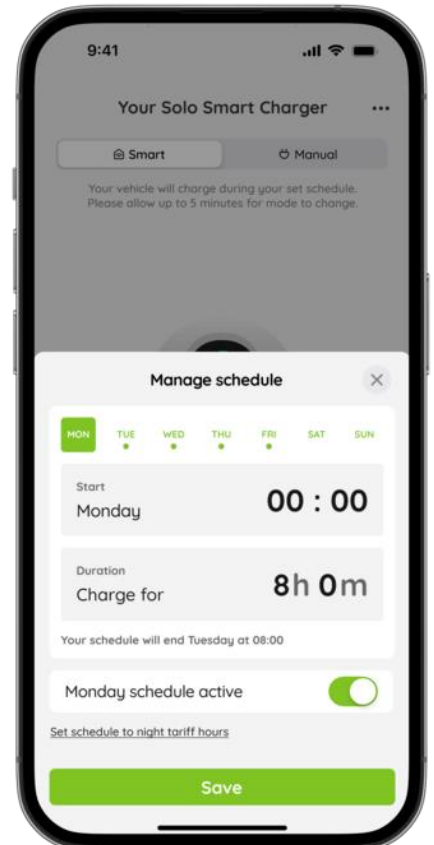 9:41
Your Solo Smart Charger
Smart
Manual
Your vehicle will charge during your set schedule.
Please allow up to 5 minutes for mode to change.
Manage schedule
MON TUE WED THU FRI SAT SUN
Start
Monday
00 : 00
Duration
Charge for
8h 0m
Your schedule will end Tuesday at 08:00
Monday schedule active
Set schedule to night tariff hours
Save